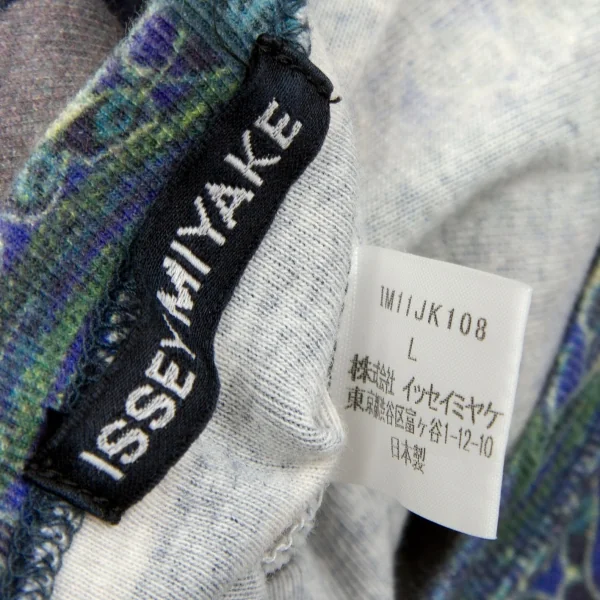 ISSEY MIYAKE
IM11JK108
L
株式会社 イッセイミヤケ
東京都渋谷区富ヶ谷1-12-10
日本製